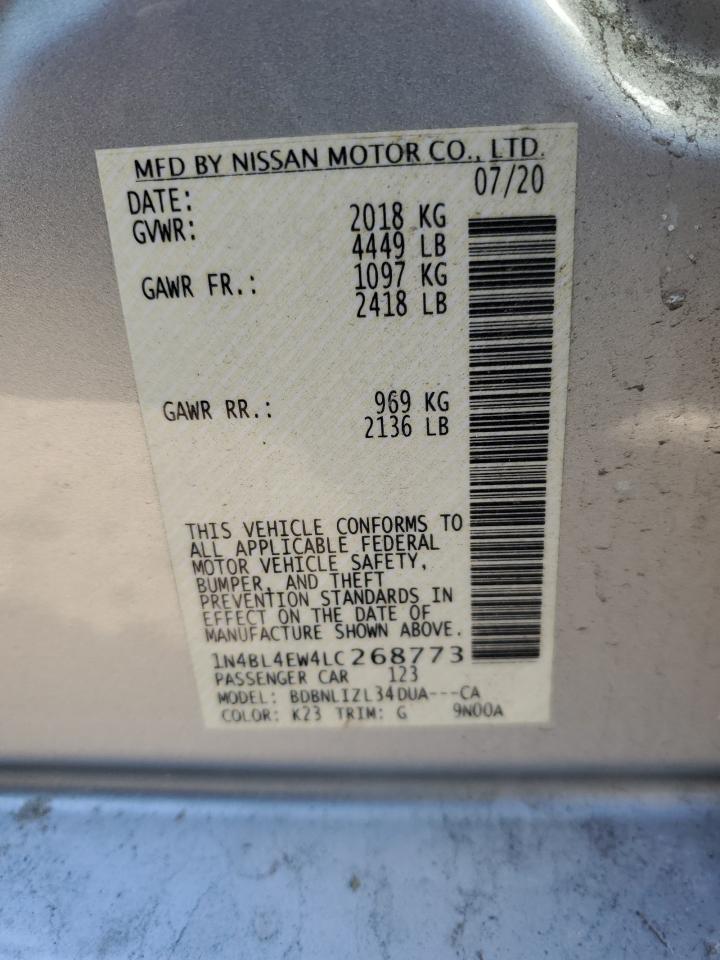 MFD BY NISSAN MOTOR CO., LTD.
DATE: 07/20
GVWR: 2018 KG
4449 LB
GAWR FR.: 1097 KG
2418 LB
GAWR RR.: 969 KG
2136 LB
THIS VEHICLE CONFORMS TO
ALL APPLICABLE FEDERAL
MOTOR VEHICLE SAFETY,
BUMPER, AND THEFT
PREVENTION STANDARDS IN
EFFECT ON THE DATE OF
MANUFACTURE SHOWN ABOVE.
1N4BL4EW4LC268773
PASSENGER CAR 123
MODEL: BDBNLIZL34DUA---CA
COLOR: K23 TRIM: G 9N00A